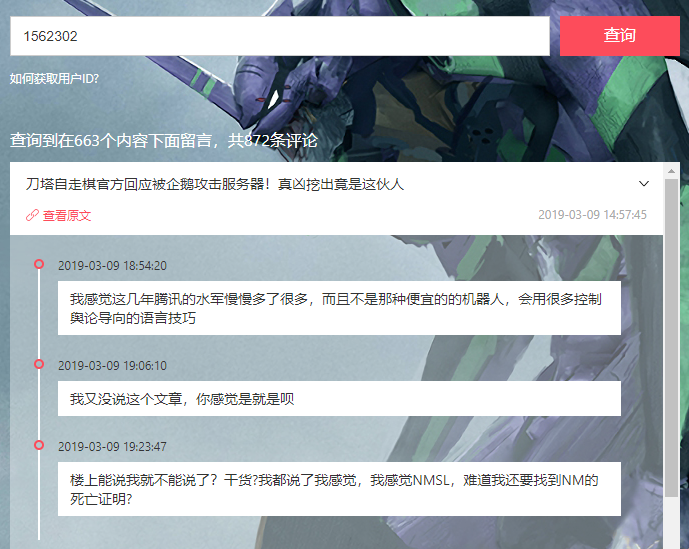 1562302
查询
如何获取用户ID?
查询到在663个内容下面留言，共872条评论
刀塔自走棋官方回应被企鹅攻击服务器！真凶挖出竟是这伙人
查看原文
2019-03-09 14:57:45
2019-03-09 18:54:20
我感觉这几年腾讯的水军慢慢多了很多，而且不是那种便宜的的机器人，会用很多控制
舆论导向的语言技巧
2019-03-09 19:06:10
我又没说这个文章，你感觉是就是呗
2019-03-09 19:23:47
楼上能说我就不能说了？干货?我都说了我感觉，我感觉NMSL，难道我还要找到NM的
死亡证明?